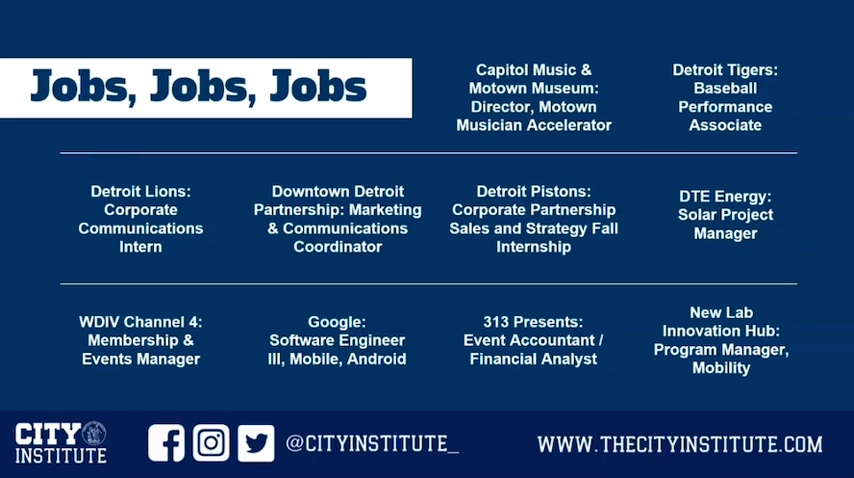 Jobs, Jobs, Jobs
Capitol Music &
Motown Museum:
Director, Motown
Musician Accelerator
Detroit Tigers:
Baseball
Performance
Associate
Detroit Lions:
Corporate
Communications
Intern
Downtown Detroit
Partnership: Marketing
& Communications
Coordinator
Detroit Pistons:
Corporate Partnership
Sales and Strategy Fall
Internship
DTE Energy:
Solar Project
Manager
WDIV Channel 4:
Membership &
Events Manager
Google:
Software Engineer
III, Mobile, Android
313 Presents:
Event Accountant /
Financial Analyst
New Lab
Innovation Hub:
Program Manager,
Mobility
CITY
INSTITUTE
@CITYINSTITUTE_
WWW.THECITYINSTITUTE.COM